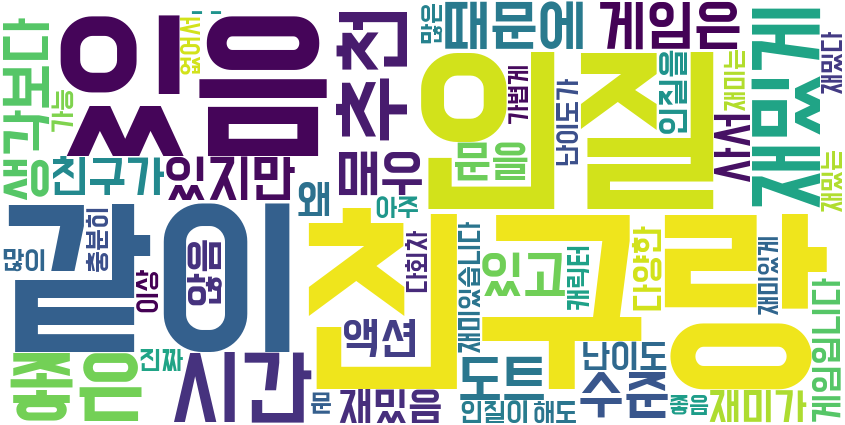 생각보다
있음
없이
가능
추천
많은
때문에
게임은
재밌게
재밌다
인질
가볍게
인질을
재미는
난이도가
테믈을
사서
재밌는
친구가
있지만
매우
왜
아주
같이
많이
충분히
이상
않음
친구랑
다회차
재미있습니다
있고
캐릭터
다양한
재미있게
게임입니다
액션
좋은
진짜
시간
문
재밌음
도트
인질이
해도
난이도
수준
좋음
재미가